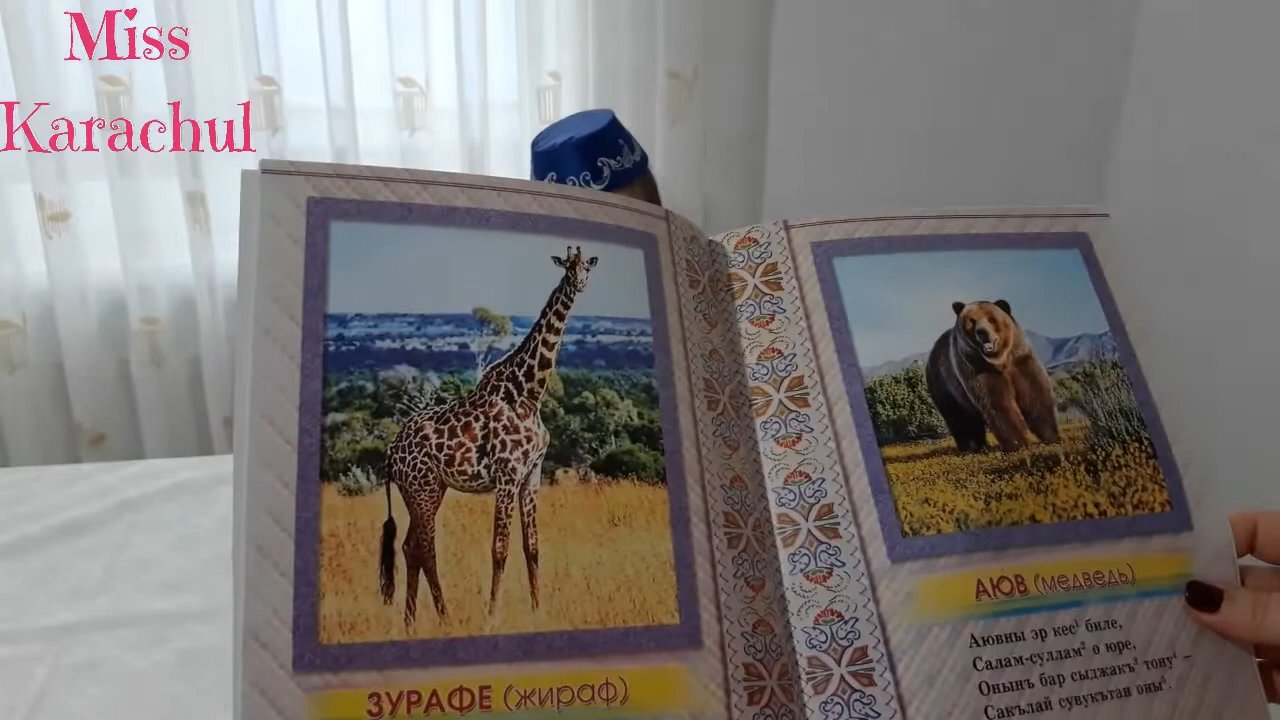 Miss
Karachul
ЗУРАФЕ (жираф)
АЮВ (медведь)
Аювны эр кес¹ биле,
Салам-суллам² о юре,
Онынъ бар сыджакъ³ тону⁴ –
Сакълай сувукътан оны⁵.